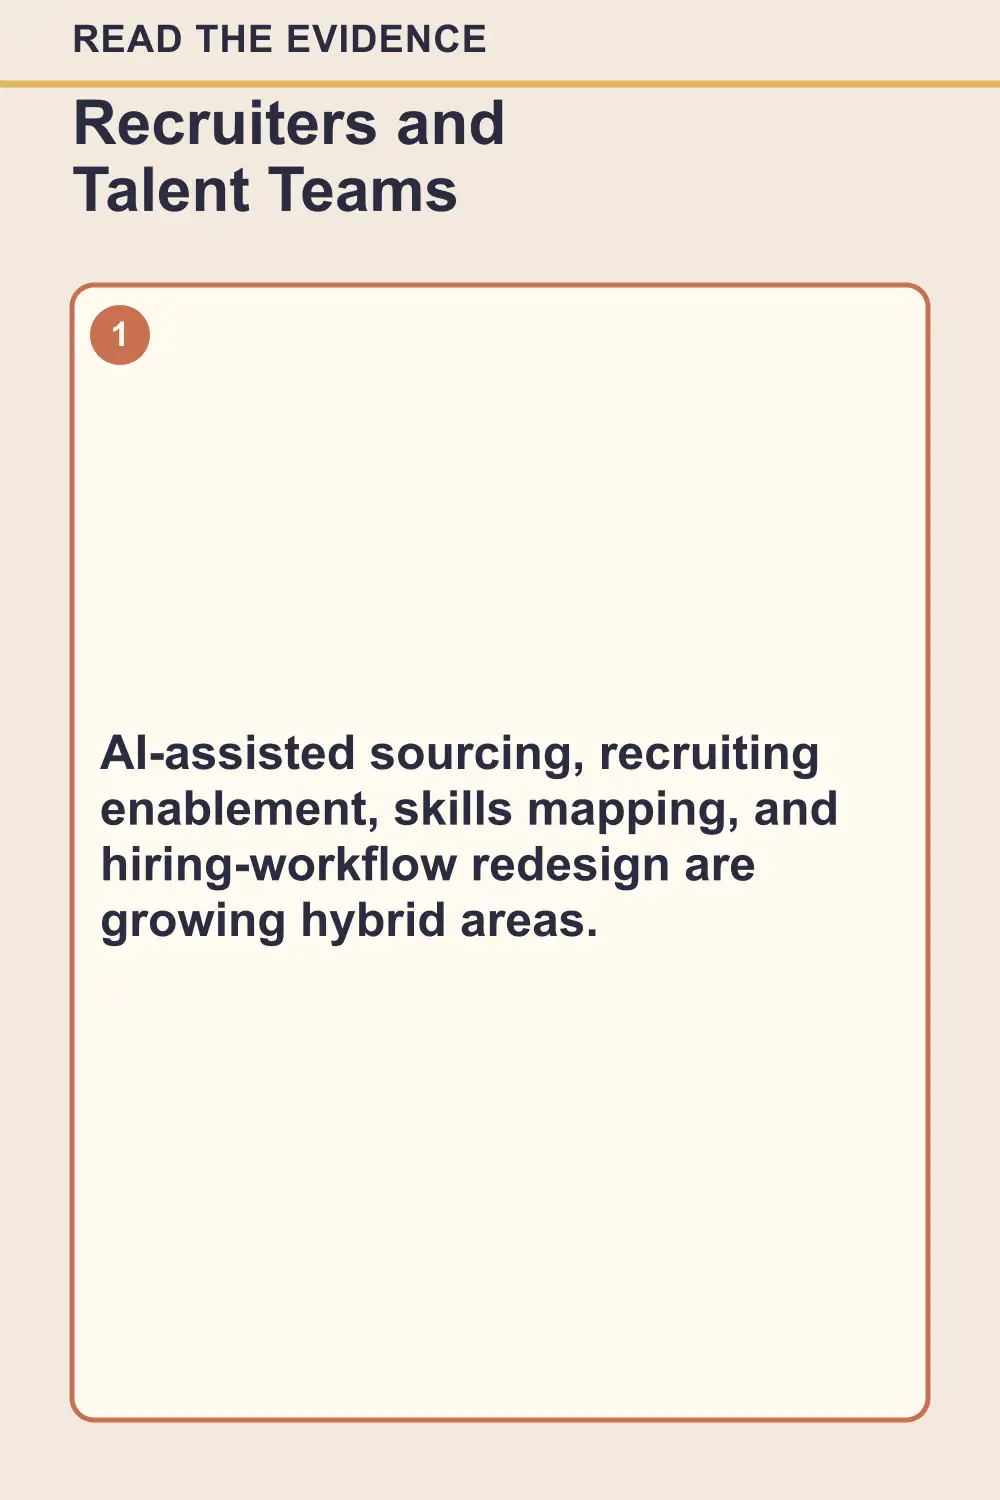 READ THE EVIDENCE
Recruiters and
Talent Teams
1
AI-assisted sourcing, recruiting
enablement, skills mapping, and
hiring-workflow redesign are
growing hybrid areas.